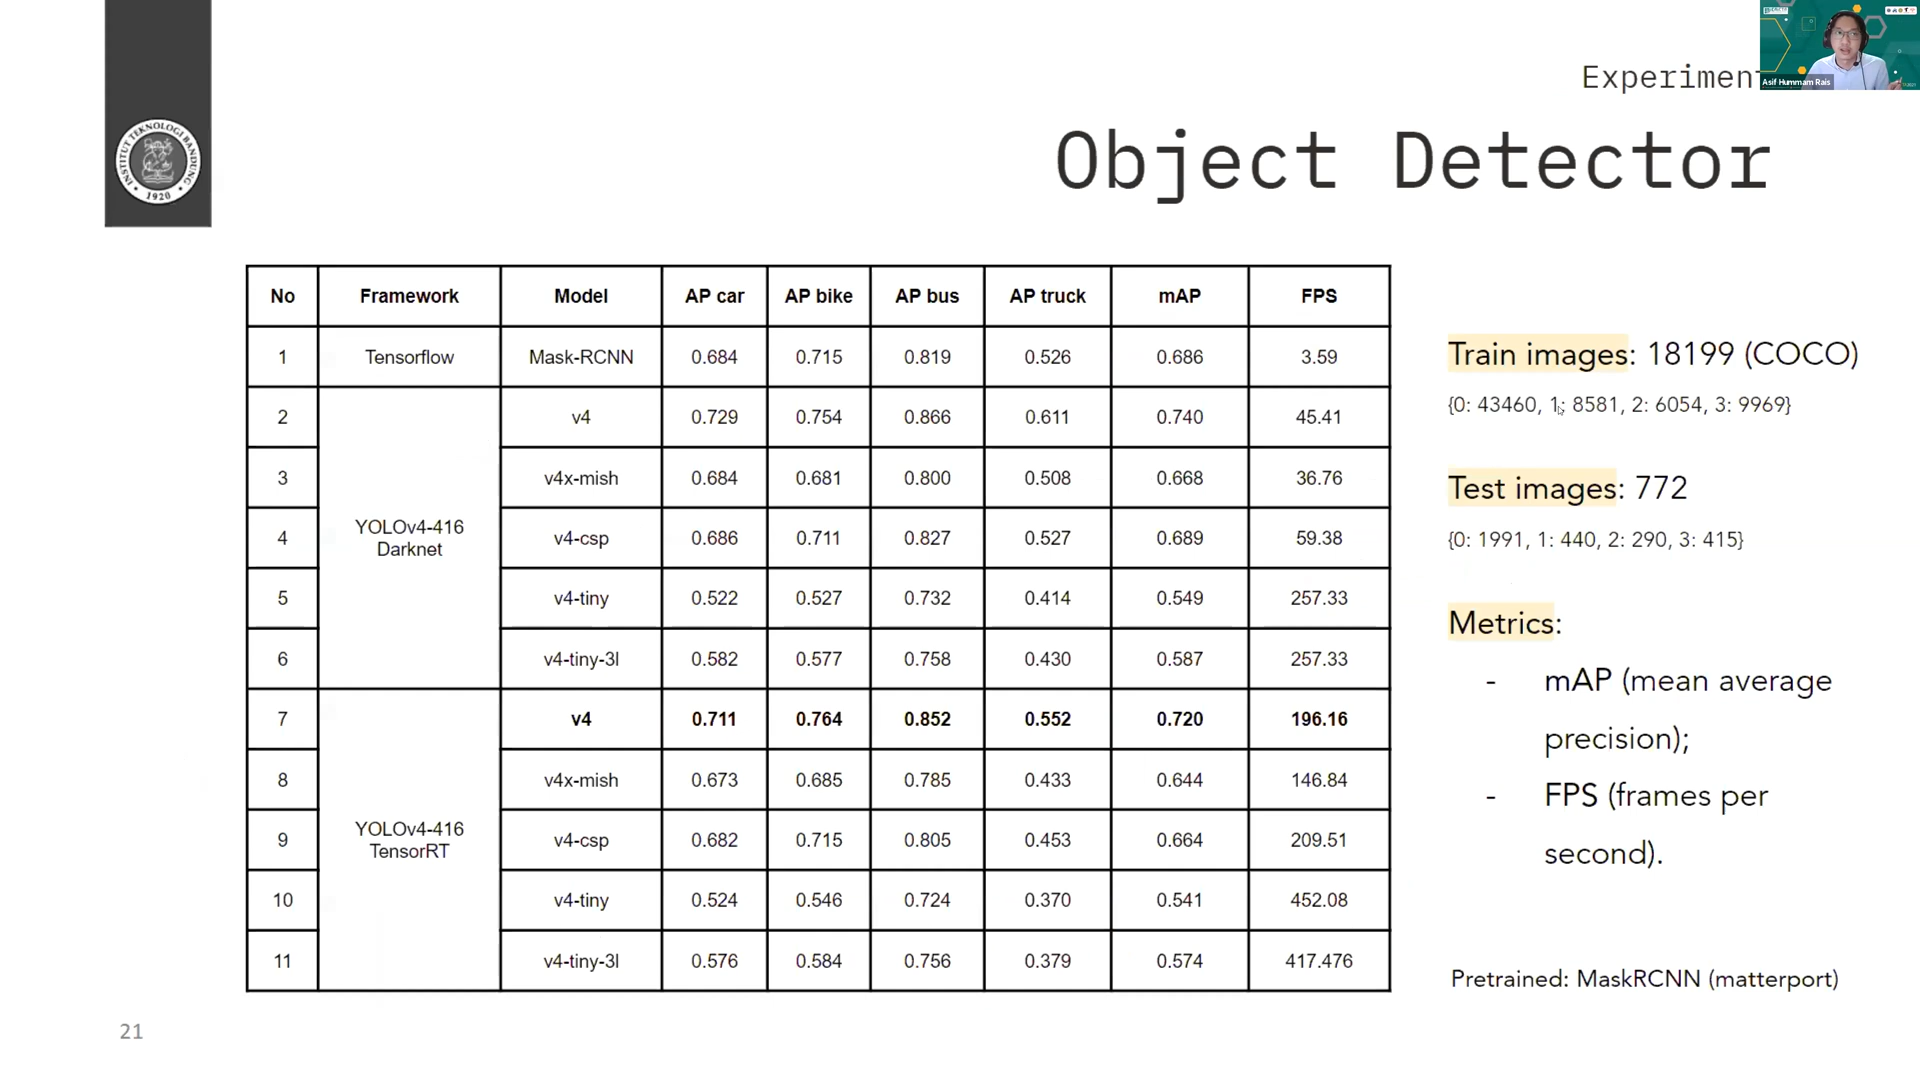 Asif Hummam Rais
Experiment
Object Detector
INSTITUT TEKNOLOGI BANDUNG
1920
No Framework Model AP car AP bike AP bus AP truck mAP FPS
1 Tensorflow Mask-RCNN 0.684 0.715 0.819 0.526 0.686 3.59
2 v4 0.729 0.754 0.866 0.611 0.740 45.41
3 v4x-mish 0.684 0.681 0.800 0.508 0.668 36.76
YOLOv4-416
Darknet
4 v4-csp 0.686 0.711 0.827 0.527 0.689 59.38
5 v4-tiny 0.522 0.527 0.732 0.414 0.549 257.33
6 v4-tiny-3l 0.582 0.577 0.758 0.430 0.587 257.33
7 v4 0.711 0.764 0.852 0.552 0.720 196.16
8 v4x-mish 0.673 0.685 0.785 0.433 0.644 146.84
YOLOv4-416
TensorRT
9 v4-csp 0.682 0.715 0.805 0.453 0.664 209.51
10 v4-tiny 0.524 0.546 0.724 0.370 0.541 452.08
11 v4-tiny-3l 0.576 0.584 0.756 0.379 0.574 417.476
Train images: 18199 (COCO)
{0: 43460, 1: 8581, 2: 6054, 3: 9969}
Test images: 772
{0: 1991, 1: 440, 2: 290, 3: 415}
Metrics:
- mAP (mean average
precision);
- FPS (frames per
second).
Pretrained: MaskRCNN (matterport)
21